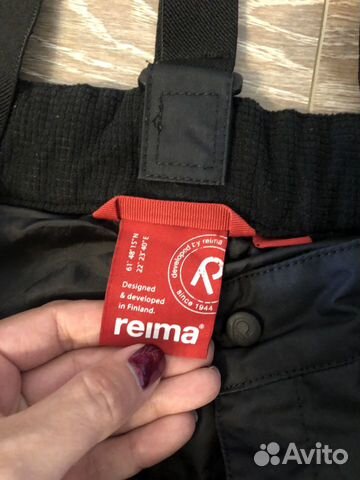 61°48'15"N
22°23'40"E
developed by reima
since 1944
Designed
& developed
in Finland.
reima®
Avito